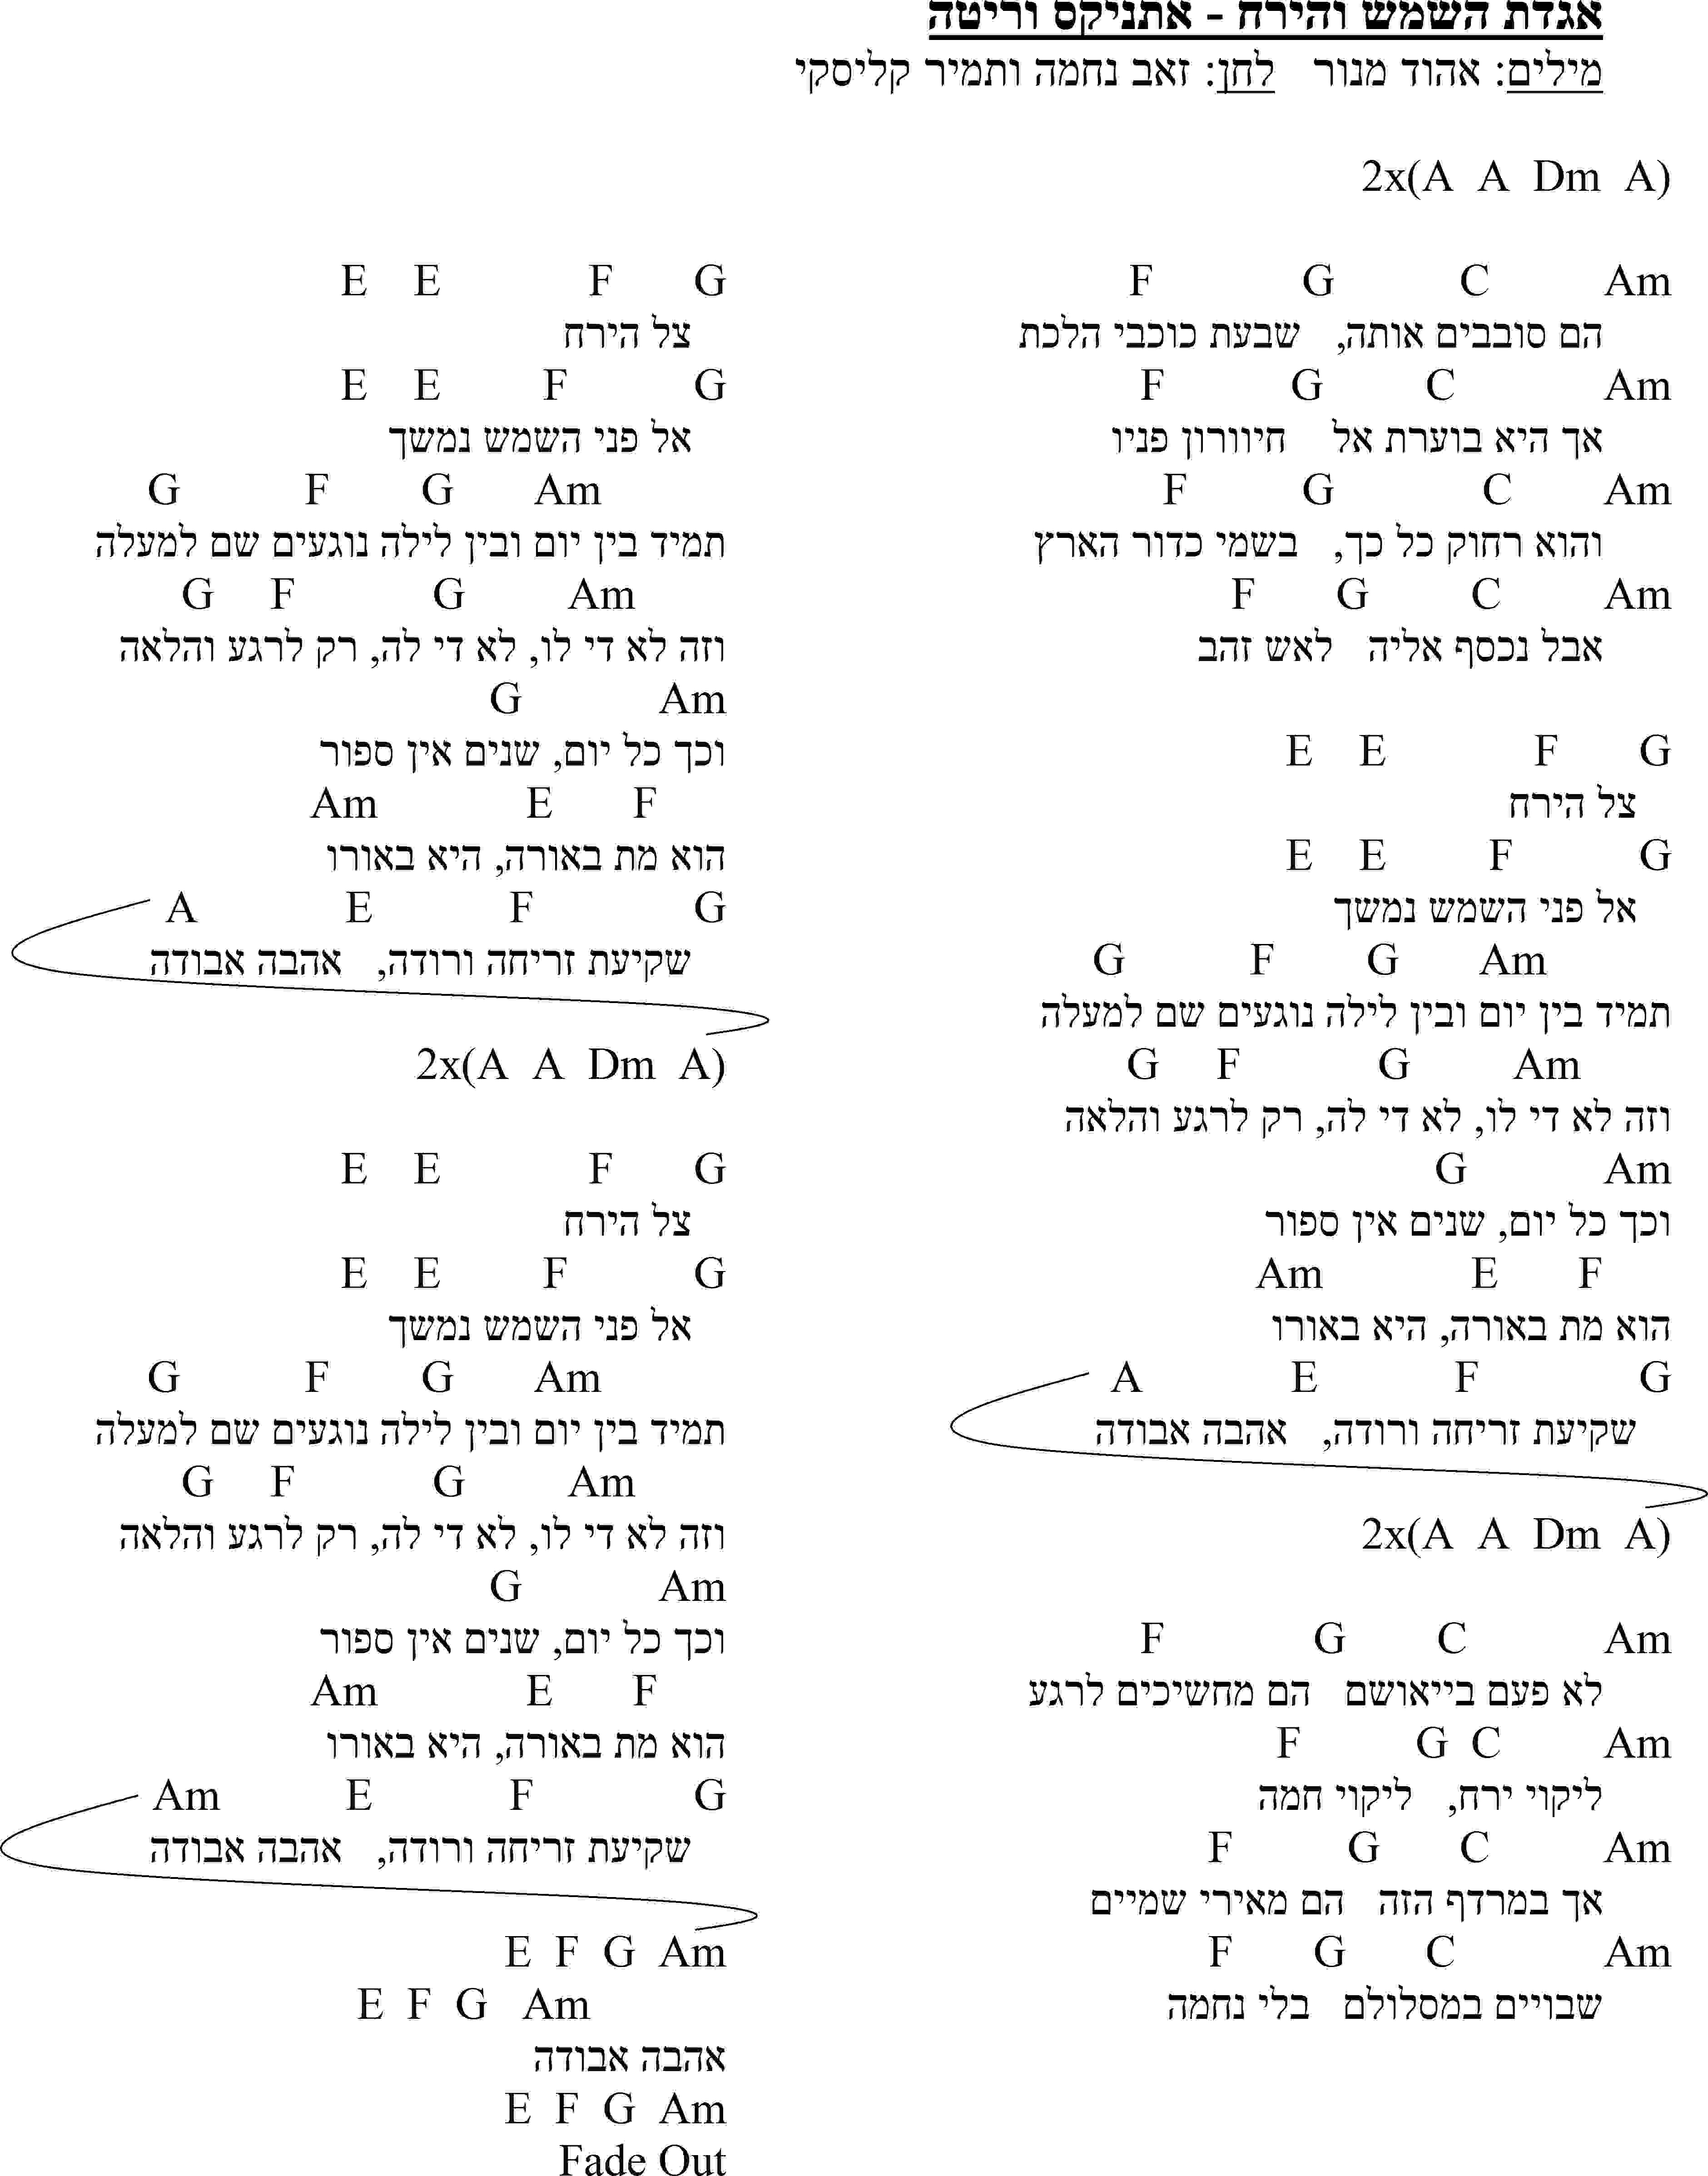 אגדת השמש והירח - אתניקס וריטה
מילים: אהוד מנור לחן: זאב נחמה ותמיר קליסקי
2x(A A Dm A)
F G C Am
הם סובבים אותה, שבעת כוכבי הלכת
F G C Am
אך היא בוערת אל חיוורון פניו
F G C Am
והוא רחוק כל כך, בשמי כדור הארץ
F G C Am
אבל נכסף אליה לאש זהב
E E F G
צל הירח
E E F G
אל פני השמש נמשך
G F G Am
תמיד בין יום ובין לילה נוגעים שם למעלה
G F G Am
וזה לא די לו, לא די לה, רק לרגע והלאה
G Am
וכך כל יום, שנים אין ספור
Am E F
הוא מת באורה, היא באורו
A E F G
שקיעת זריחה ורודה, אהבה אבודה
2x(A A Dm A)
F G C Am
לא פעם בייאושם הם מחשיכים לרגע
F G C Am
ליקוי ירח, ליקוי חמה
F G C Am
אך במרדף הזה הם מאירי שמיים
F G C Am
שבויים במסלולם בלי נחמה
E E F G
צל הירח
E E F G
אל פני השמש נמשך
G F G Am
תמיד בין יום ובין לילה נוגעים שם למעלה
G F G Am
וזה לא די לו, לא די לה, רק לרגע והלאה
G Am
וכך כל יום, שנים אין ספור
Am E F
הוא מת באורה, היא באורו
A E F G
שקיעת זריחה ורודה, אהבה אבודה
2x(A A Dm A)
E E F G
צל הירח
E E F G
אל פני השמש נמשך
G F G Am
תמיד בין יום ובין לילה נוגעים שם למעלה
G F G Am
וזה לא די לו, לא די לה, רק לרגע והלאה
G Am
וכך כל יום, שנים אין ספור
Am E F
הוא מת באורה, היא באורו
Am E F G
שקיעת זריחה ורודה, אהבה אבודה
E F G Am
E F G Am
אהבה אבודה
E F G Am
Fade Out